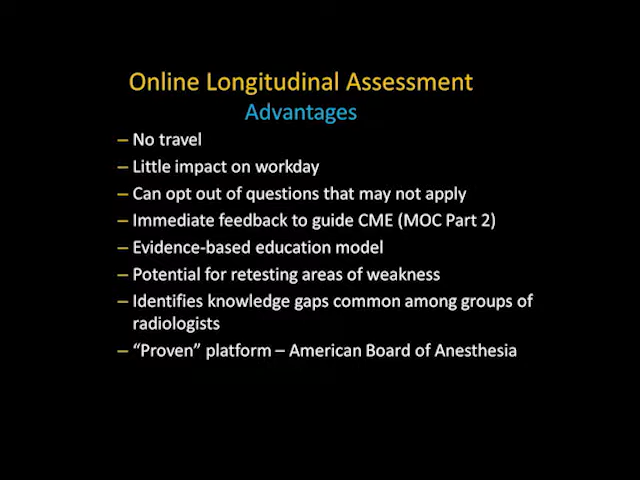 Online Longitudinal Assessment
Advantages
– No travel
– Little impact on workday
– Can opt out of questions that may not apply
– Immediate feedback to guide CME (MOC Part 2)
– Evidence-based education model
– Potential for retesting areas of weakness
– Identifies knowledge gaps common among groups of
radiologists
– “Proven” platform – American Board of Anesthesia